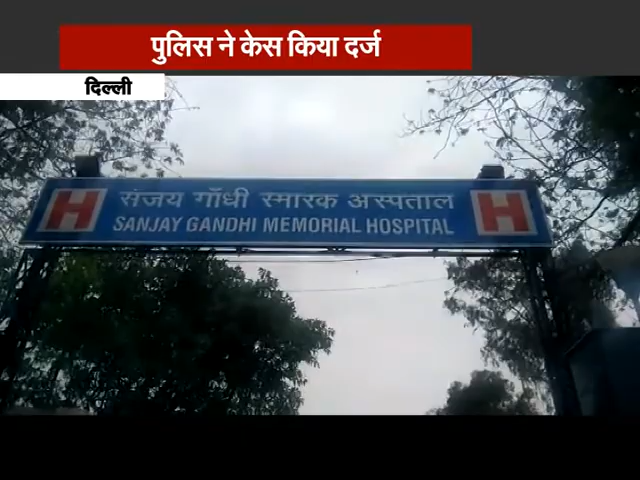 पुलिस ने केस किया दर्ज
दिल्ली
संजय गाँधी स्मारक अस्पताल
H SANJAY GANDHI MEMORIAL HOSPITAL H